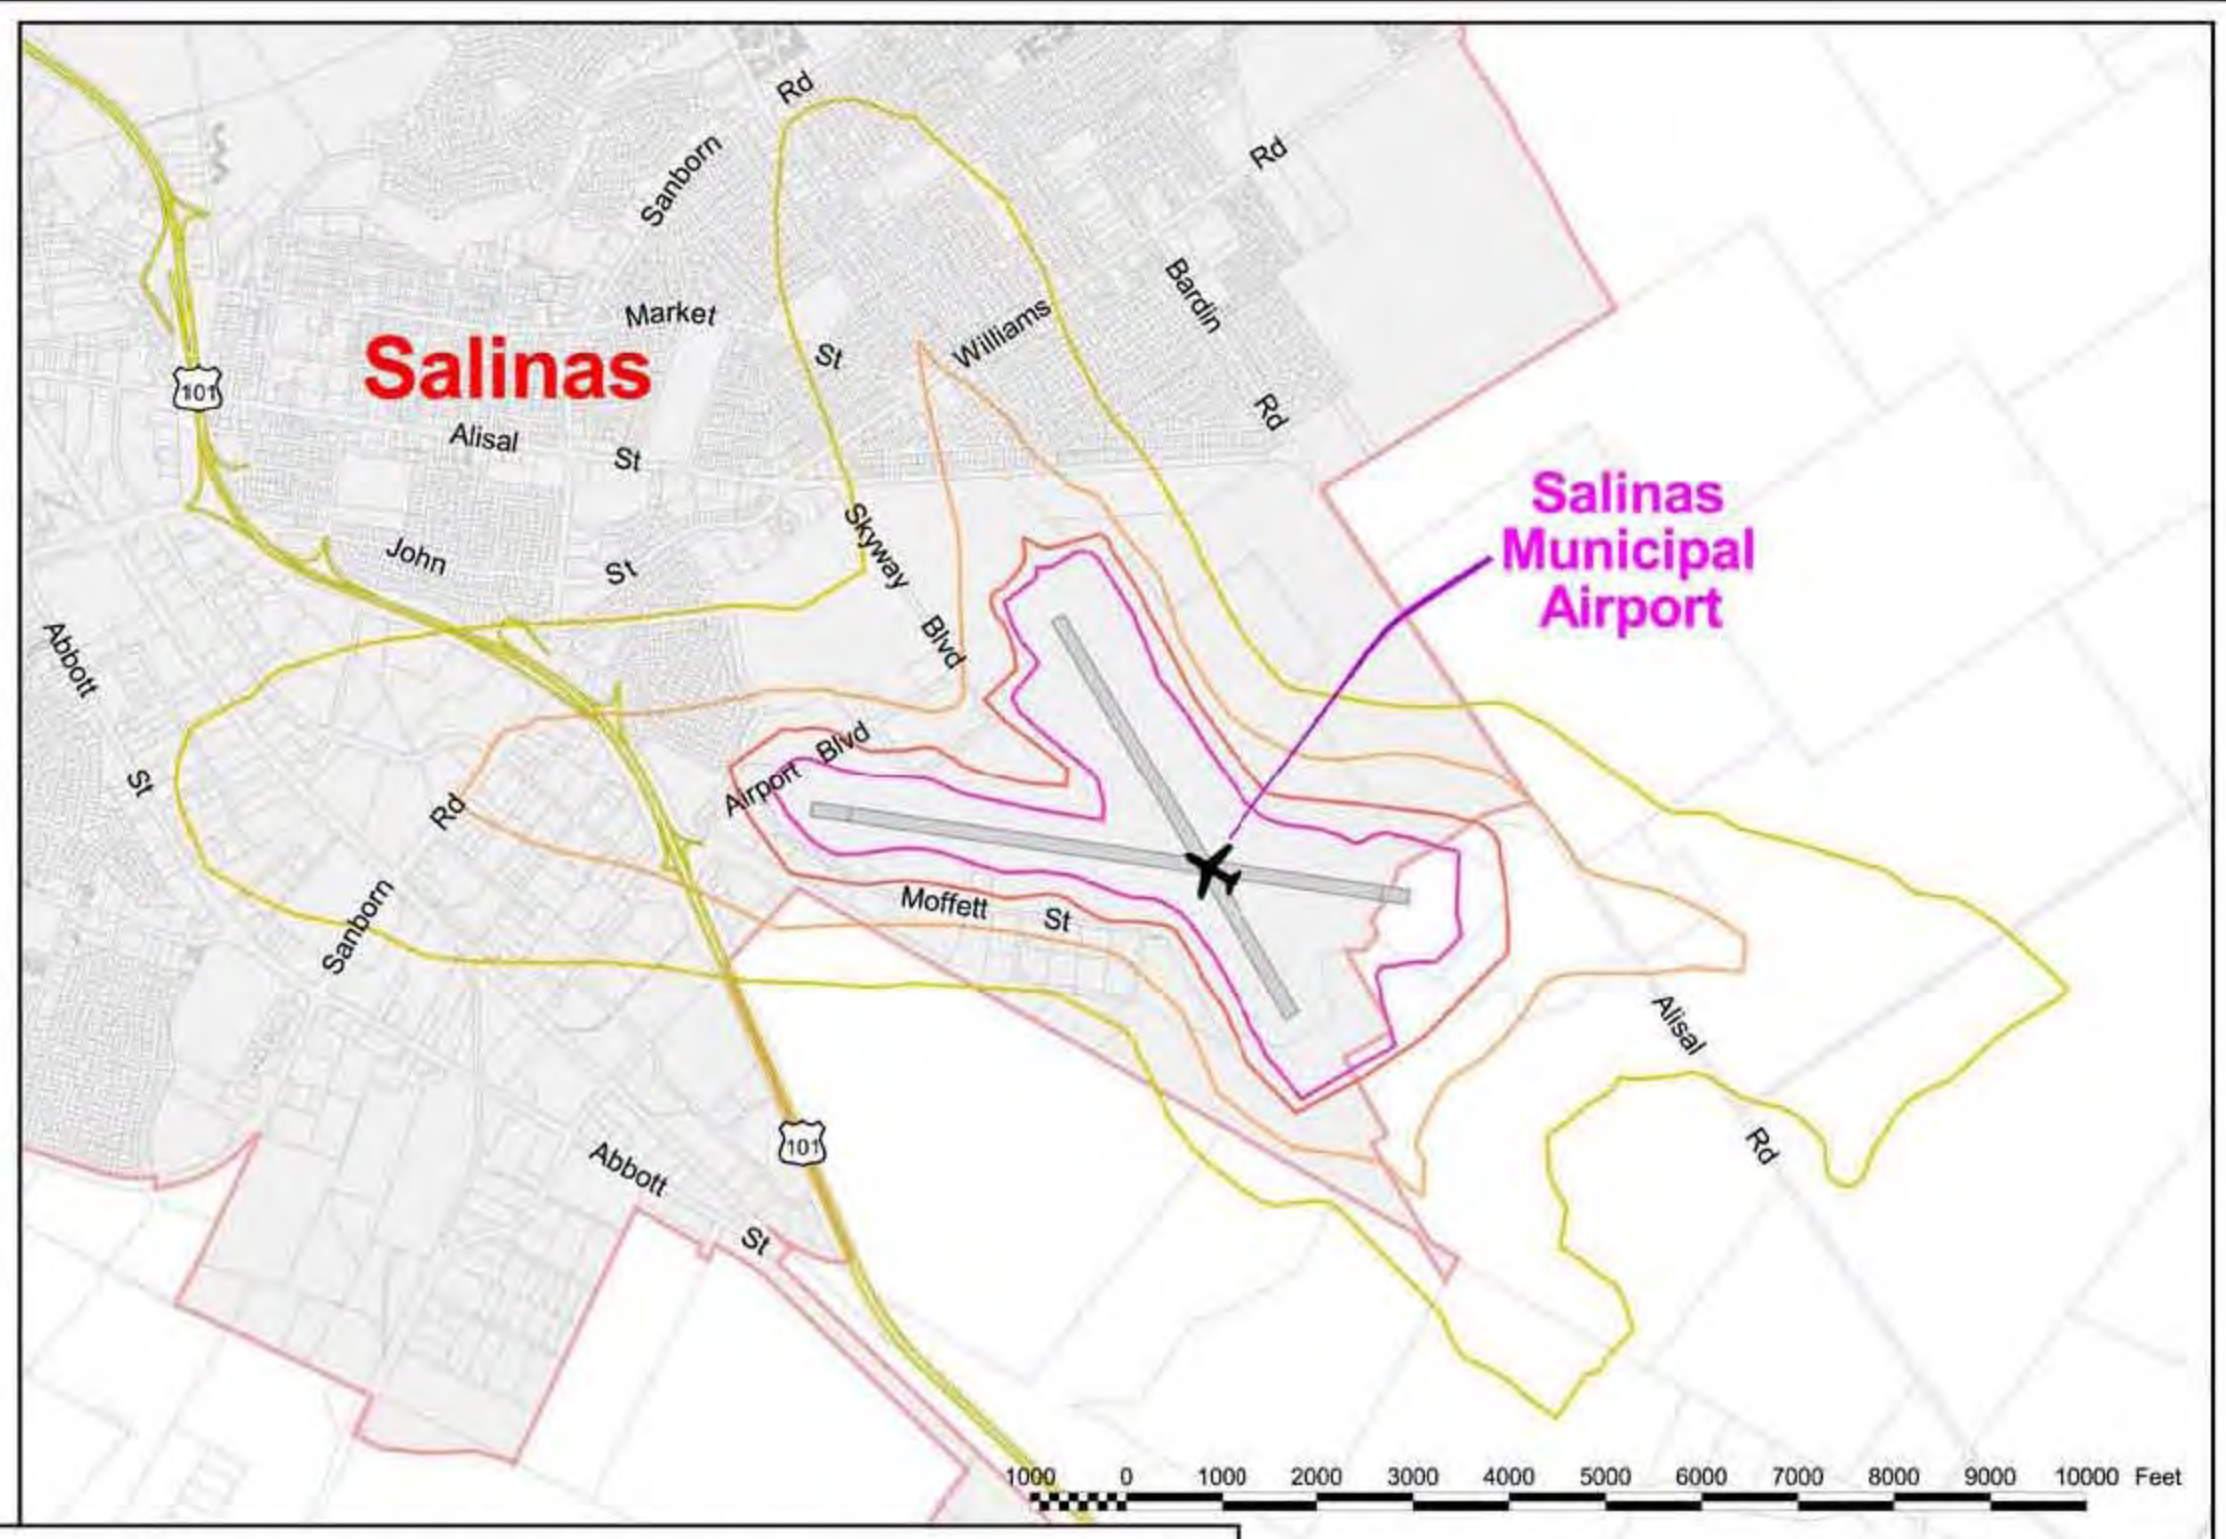 Rd
Sanborn
Rd
Market
St
Williams
Bardin
Rd
Salinas
101
Alisal
St
Salinas
Municipal
Airport
Skyway
Blvd
John
St
Abbott
St
Airport Blvd
Rd
Sanborn
Moffett
St
Alisal
Rd
101
Abbott
St
1000 0 1000 2000 3000 4000 5000 6000 7000 8000 9000 10000 Feet